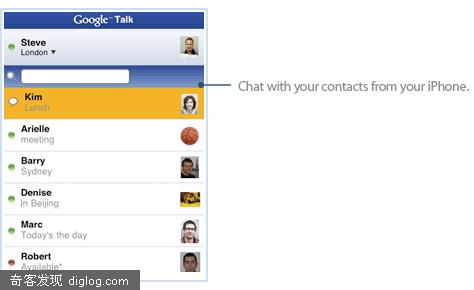 Google™ Talk
Steve
London ▾
Chat with your contacts from your iPhone.
Kim
Lunch
Arielle
meeting
Barry
Sydney
Denise
In Beijing
Marc
Today's the day
Robert
Available*
奇客发现 diglog.com